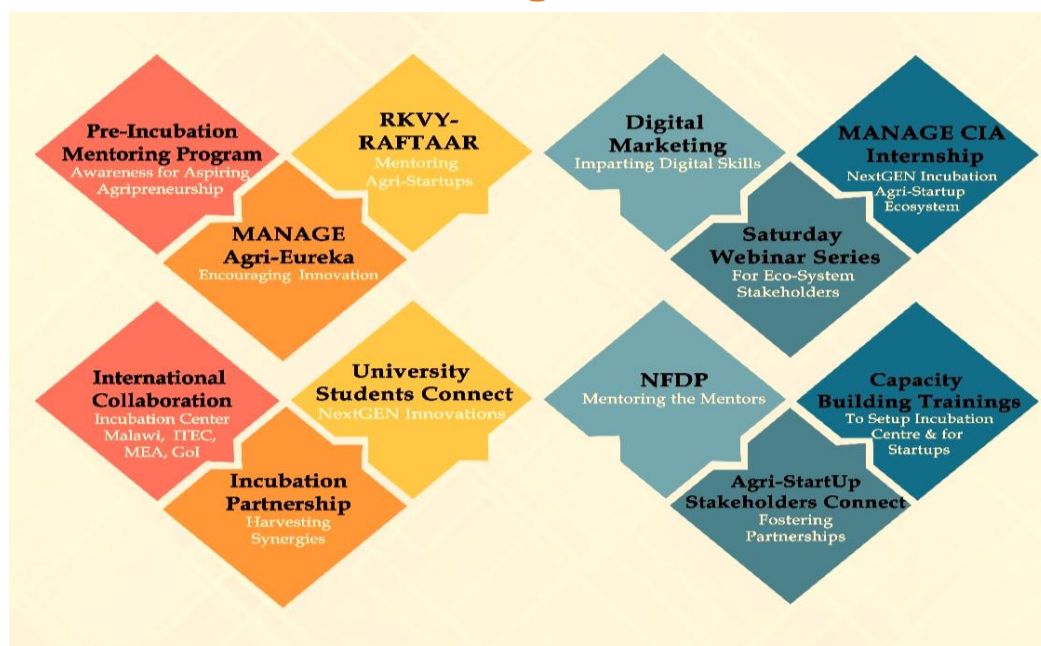 Pre-Incubation
Mentoring Program
Awareness for Aspiring
Agripreneurship
RKVY-
RAFTAAR
Mentoring
Agri-Startups
MANAGE
Agri-Eureka
Encouraging Innovation
Digital
Marketing
Imparting Digital Skills
MANAGE CIA
Internship
NextGEN Incubation
Agri-Startup
Ecosystem
Saturday
Webinar Series
For Eco-System
Stakeholders
International
Collaboration
Incubation Center
Malawi, ITEC,
MEA, GoI
University
Students Connect
NextGEN Innovations
Incubation
Partnership
Harvesting
Synergies
NFDP
Mentoring the Mentors
Capacity
Building Trainings
To Setup Incubation
Centre & for
Startups
Agri-StartUp
Stakeholders Connect
Fostering
Partnerships